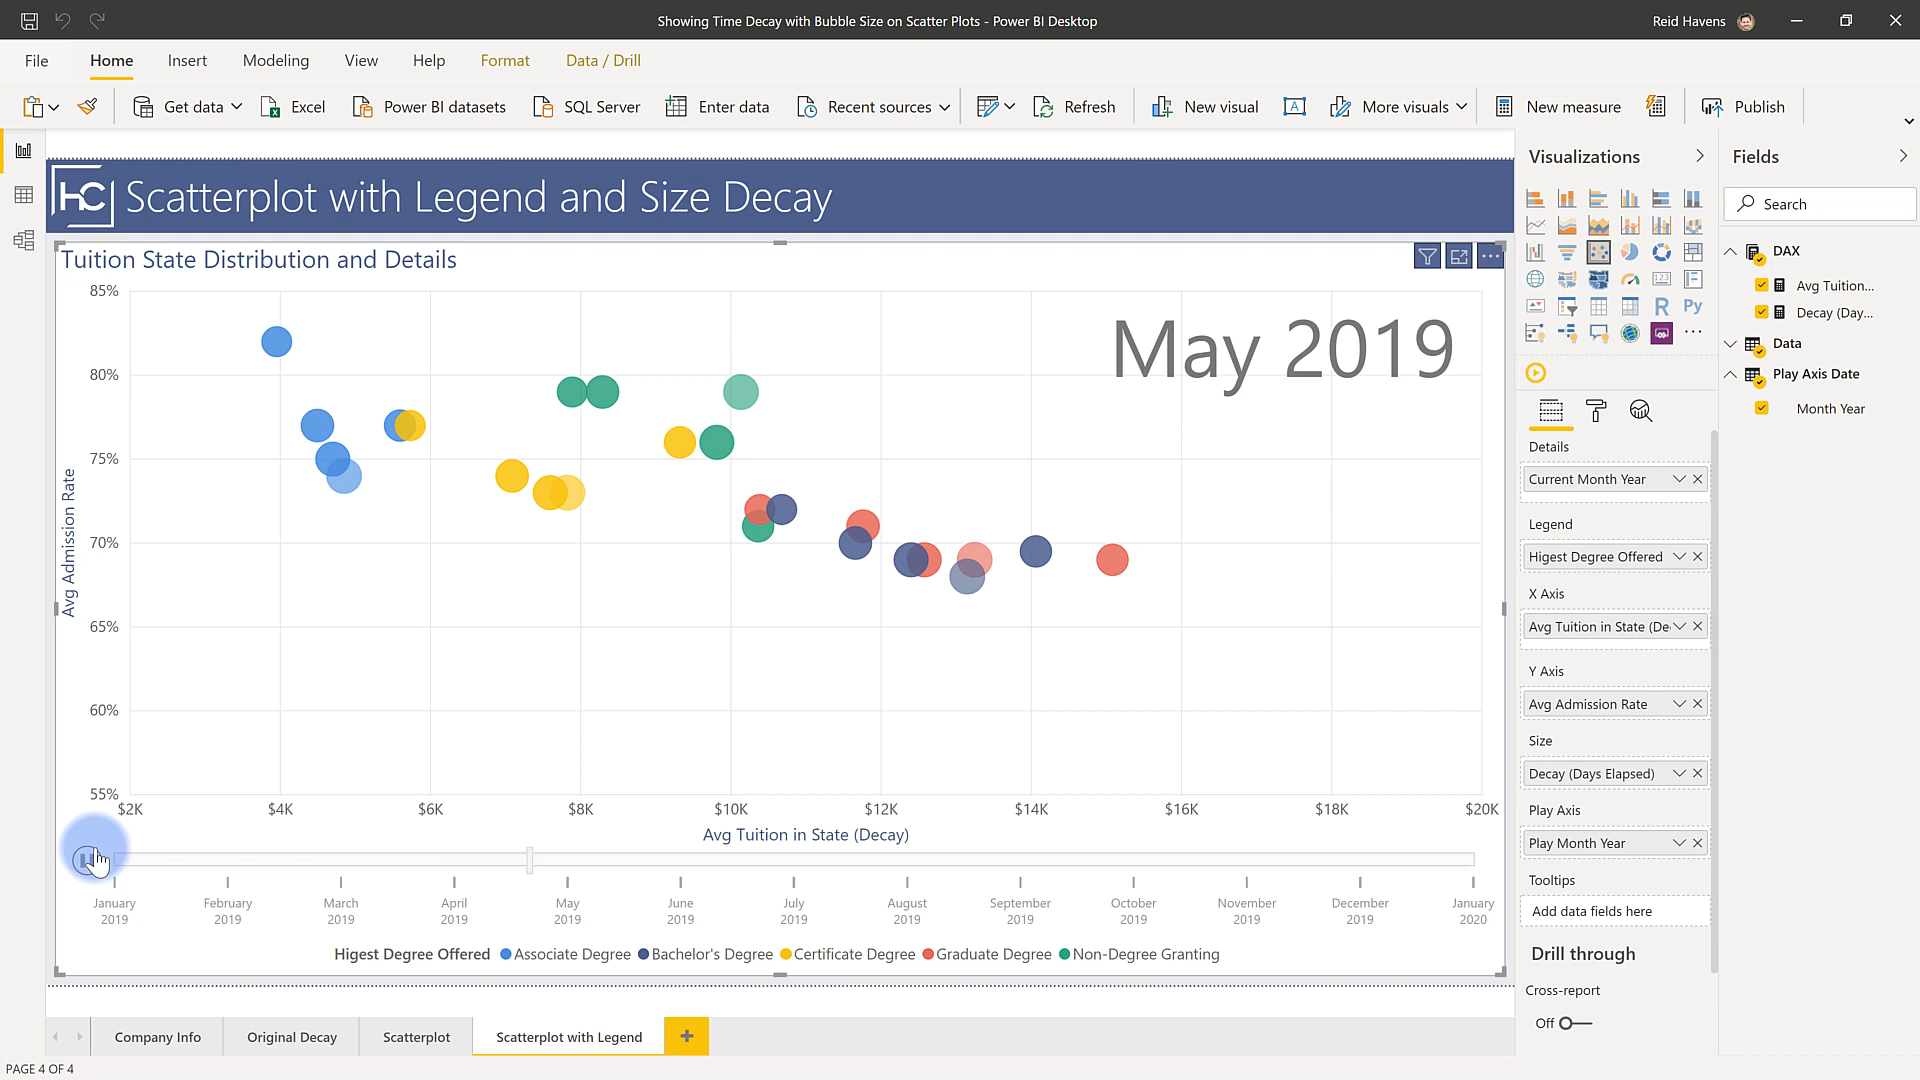 Showing Time Decay with Bubble Size on Scatter Plots - Power BI Desktop
Reid Havens
File Home Insert Modeling View Help Format Data / Drill
Get data Excel Power BI datasets SQL Server Enter data Recent sources Refresh New visual More visuals New measure Publish
HC Scatterplot with Legend and Size Decay
Tuition State Distribution and Details
May 2019
85%
80%
75%
70%
65%
60%
55%
Avg Admission Rate
$2K $4K $6K $8K $10K $12K $14K $16K $18K $20K
Avg Tuition in State (Decay)
January 2019
February 2019
March 2019
April 2019
May 2019
June 2019
July 2019
August 2019
September 2019
October 2019
November 2019
December 2019
January 2020
Higest Degree Offered Associate Degree Bachelor's Degree Certificate Degree Graduate Degree Non-Degree Granting
Company Info Original Decay Scatterplot Scatterplot with Legend +
PAGE 4 OF 4
Visualizations
R Py
123
A
Details
Current Month Year
Legend
Higest Degree Offered
X Axis
Avg Tuition in State (De
Y Axis
Avg Admission Rate
Size
Decay (Days Elapsed)
Play Axis
Play Month Year
Tooltips
Add data fields here
Drill through
Cross-report
Off
Fields
Search
DAX
Avg Tuition...
Decay (Day...
Data
Play Axis Date
Month Year